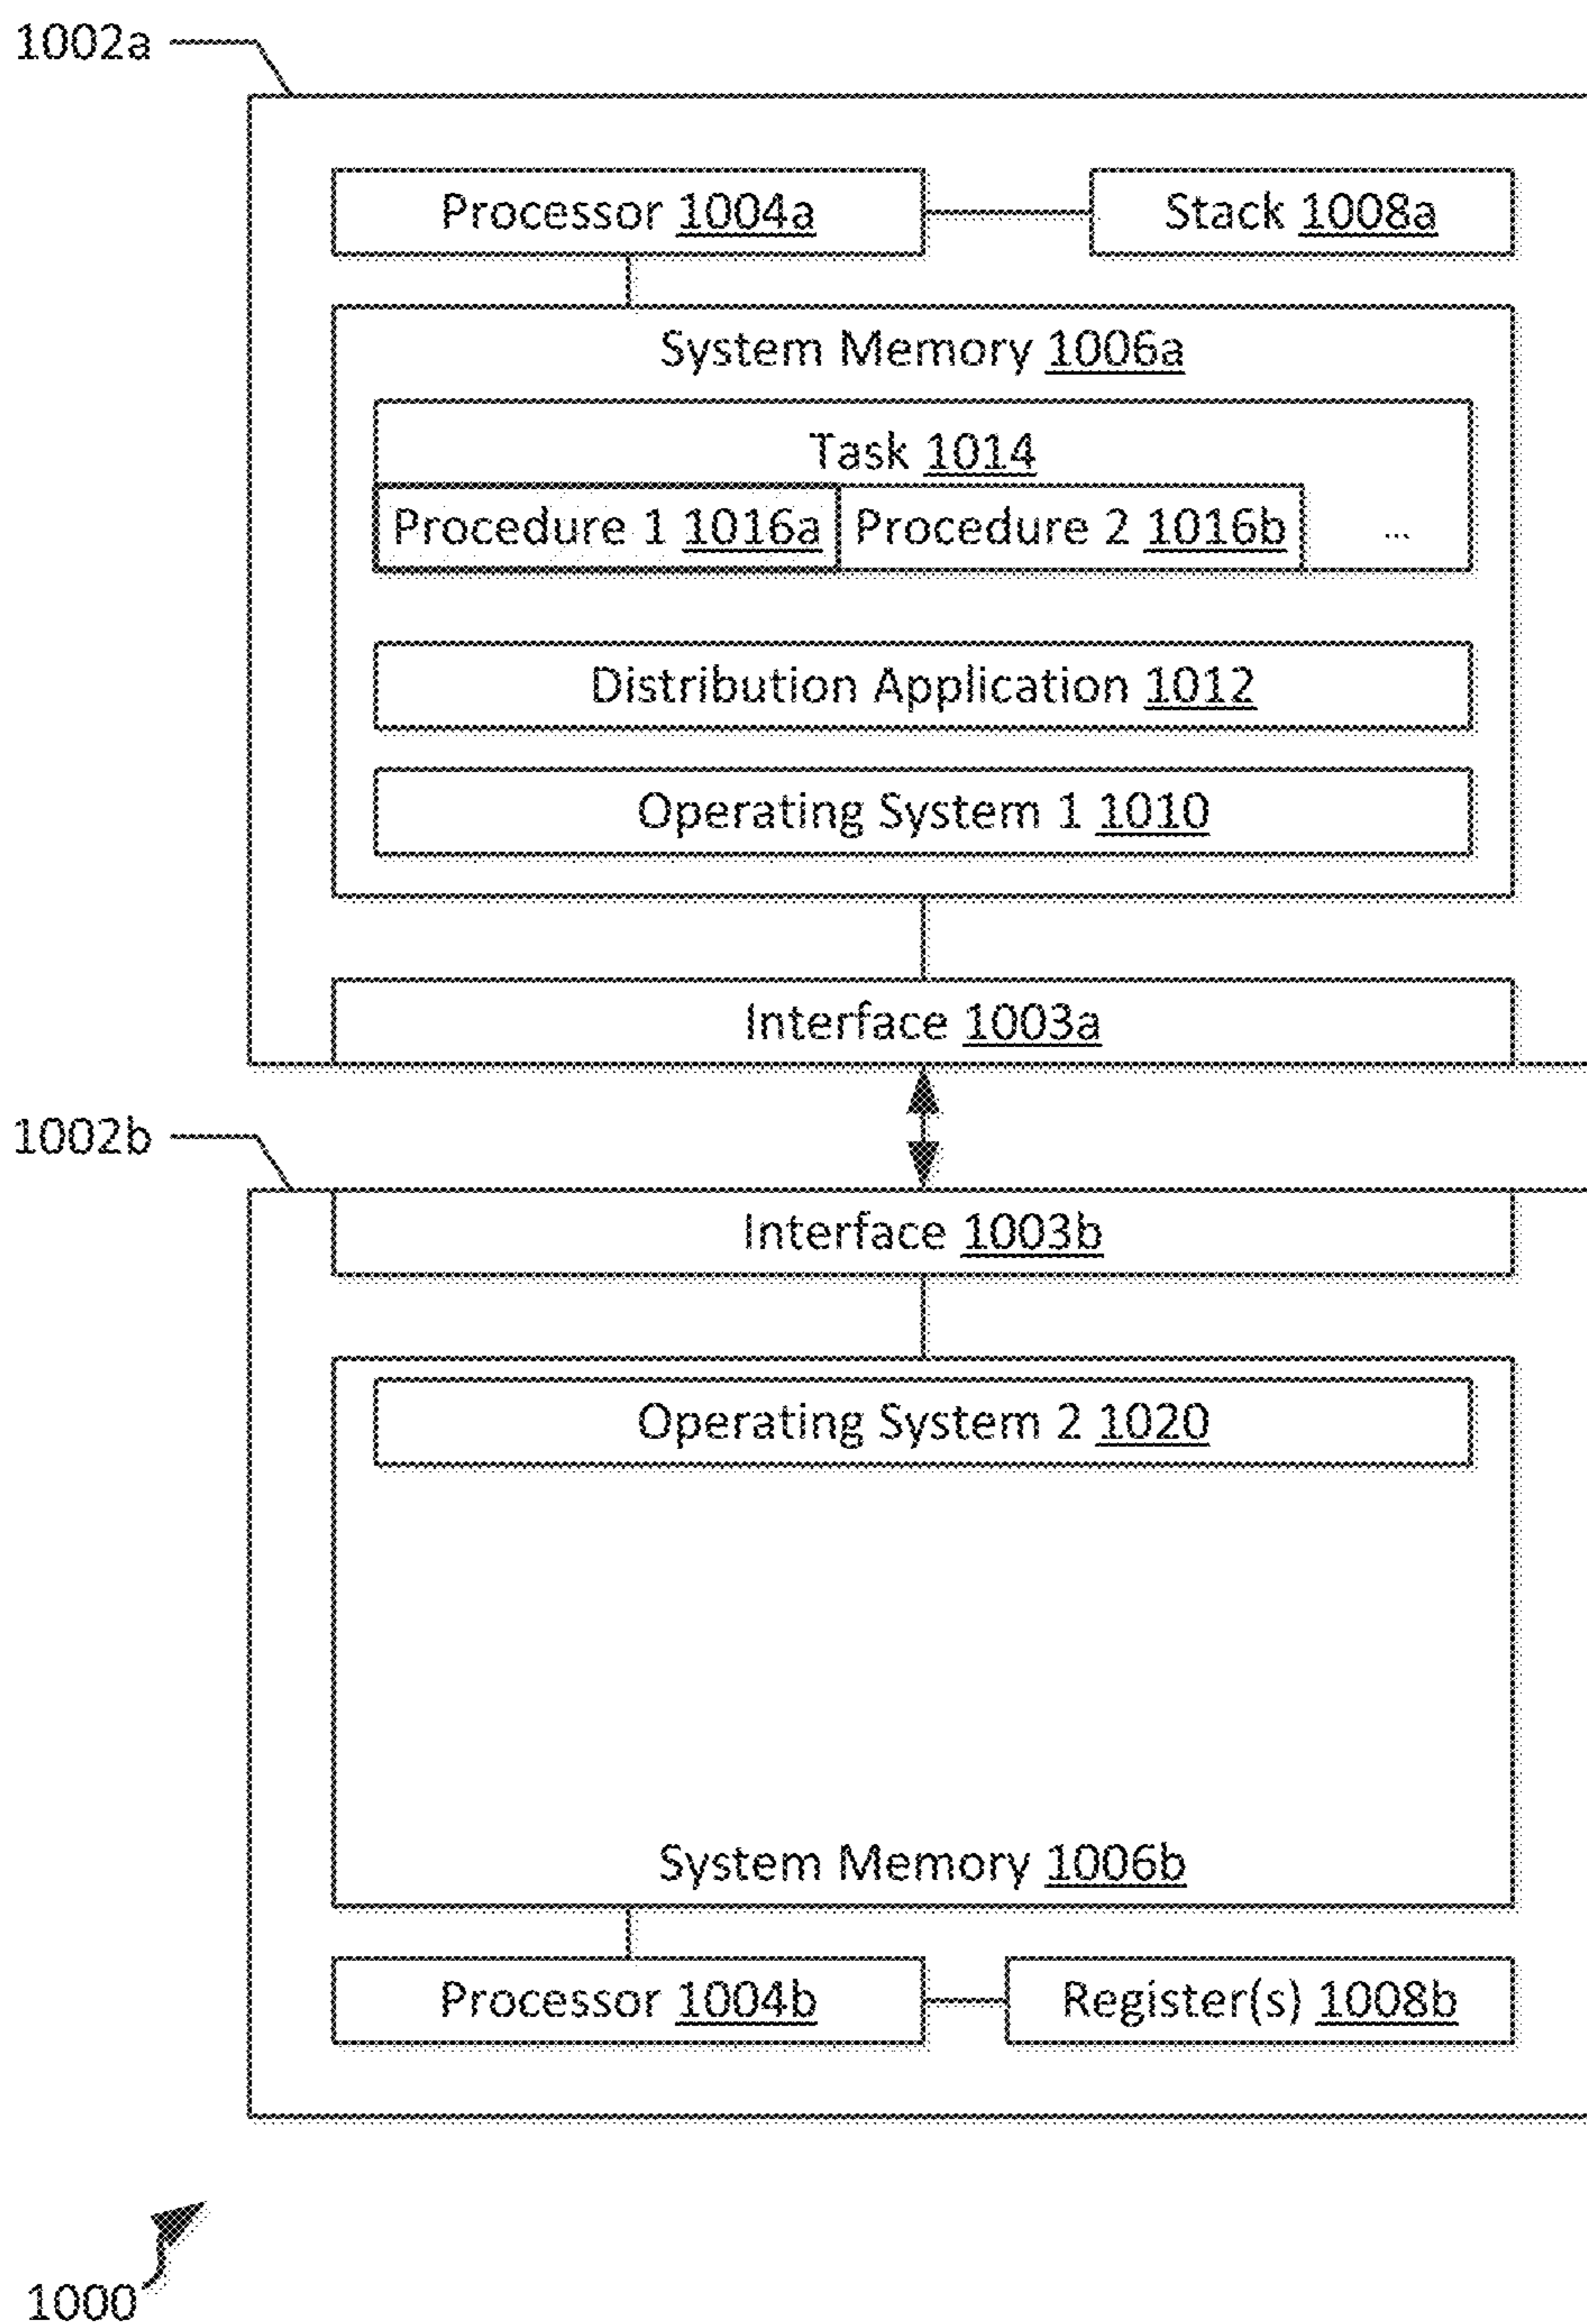 1002a
Processor 1004a
Stack 1008a
System Memory 1006a
Task 1014
Procedure 1 1016a
Procedure 2 1016b
...
Distribution Application 1012
Operating System 1 1010
Interface 1003a
1002b
Interface 1003b
Operating System 2 1020
System Memory 1006b
Processor 1004b
Register(s) 1008b
1000